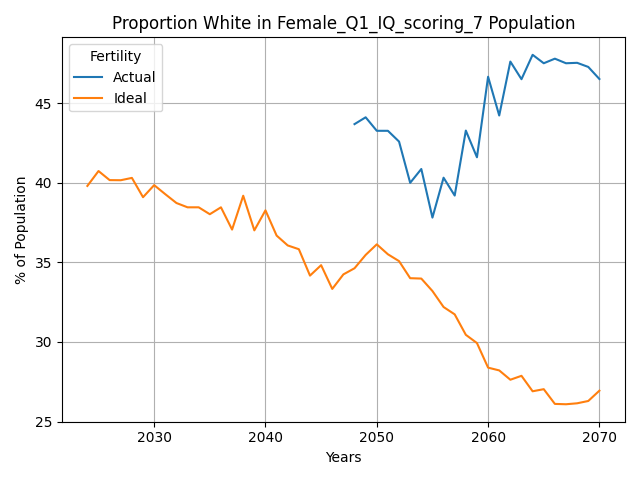 Proportion White in Female_Q1_IQ_scoring_7 Population
Fertility
Actual
Ideal
% of Population
45
40
35
30
25
2030 2040 2050 2060 2070
Years